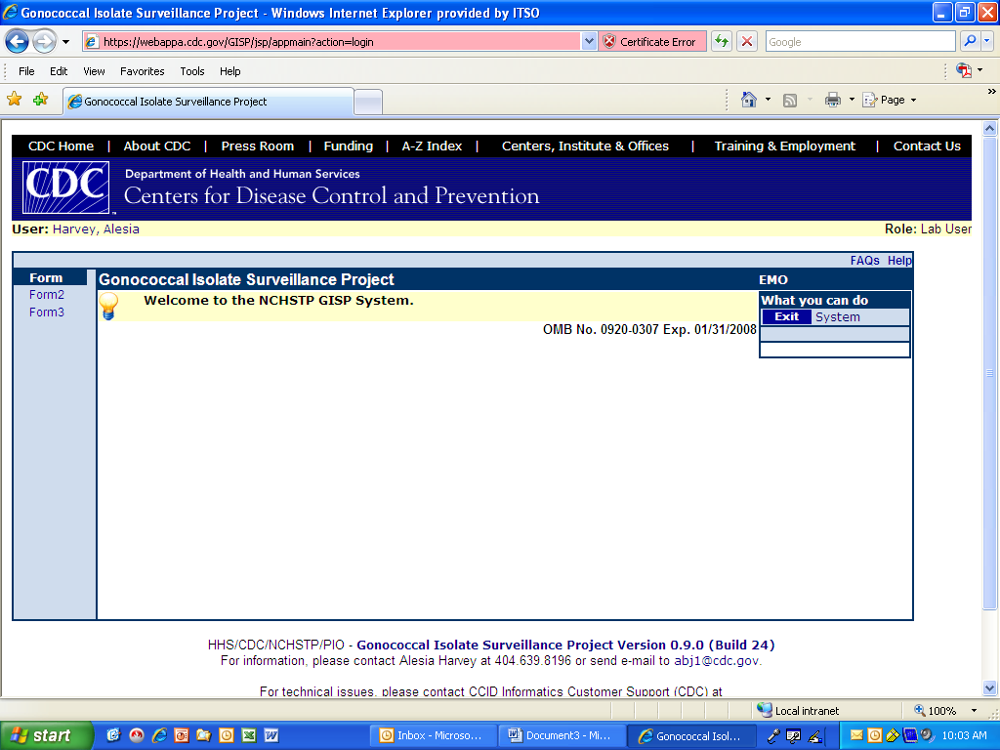 Gonococcal Isolate Surveillance Project - Windows Internet Explorer provided by ITSO
https://webappa.cdc.gov/GISP/jsp/appmain?action=login Certificate Error Google
File Edit View Favorites Tools Help
Gonococcal Isolate Surveillance Project Page
CDC Home | About CDC | Press Room | Funding | A-Z Index | Centers, Institute & Offices | Training & Employment | Contact Us
CDC Department of Health and Human Services
Centers for Disease Control and Prevention
User: Harvey, Alesia Role: Lab User
FAQs Help
Form Gonococcal Isolate Surveillance Project EMO
Form2 Welcome to the NCHSTP GISP System. What you can do
Form3 Exit System
OMB No. 0920-0307 Exp. 01/31/2008
HHS/CDC/NCHSTP/PIO - Gonococcal Isolate Surveillance Project Version 0.9.0 (Build 24)
For information, please contact Alesia Harvey at 404.639.8196 or send e-mail to abj1@cdc.gov.
For technical issues, please contact CCID Informatics Customer Support (CDC) at
Local intranet 100%
start Inbox - Microso... Document3 - Mi... Gonococcal Isol... 10:03 AM